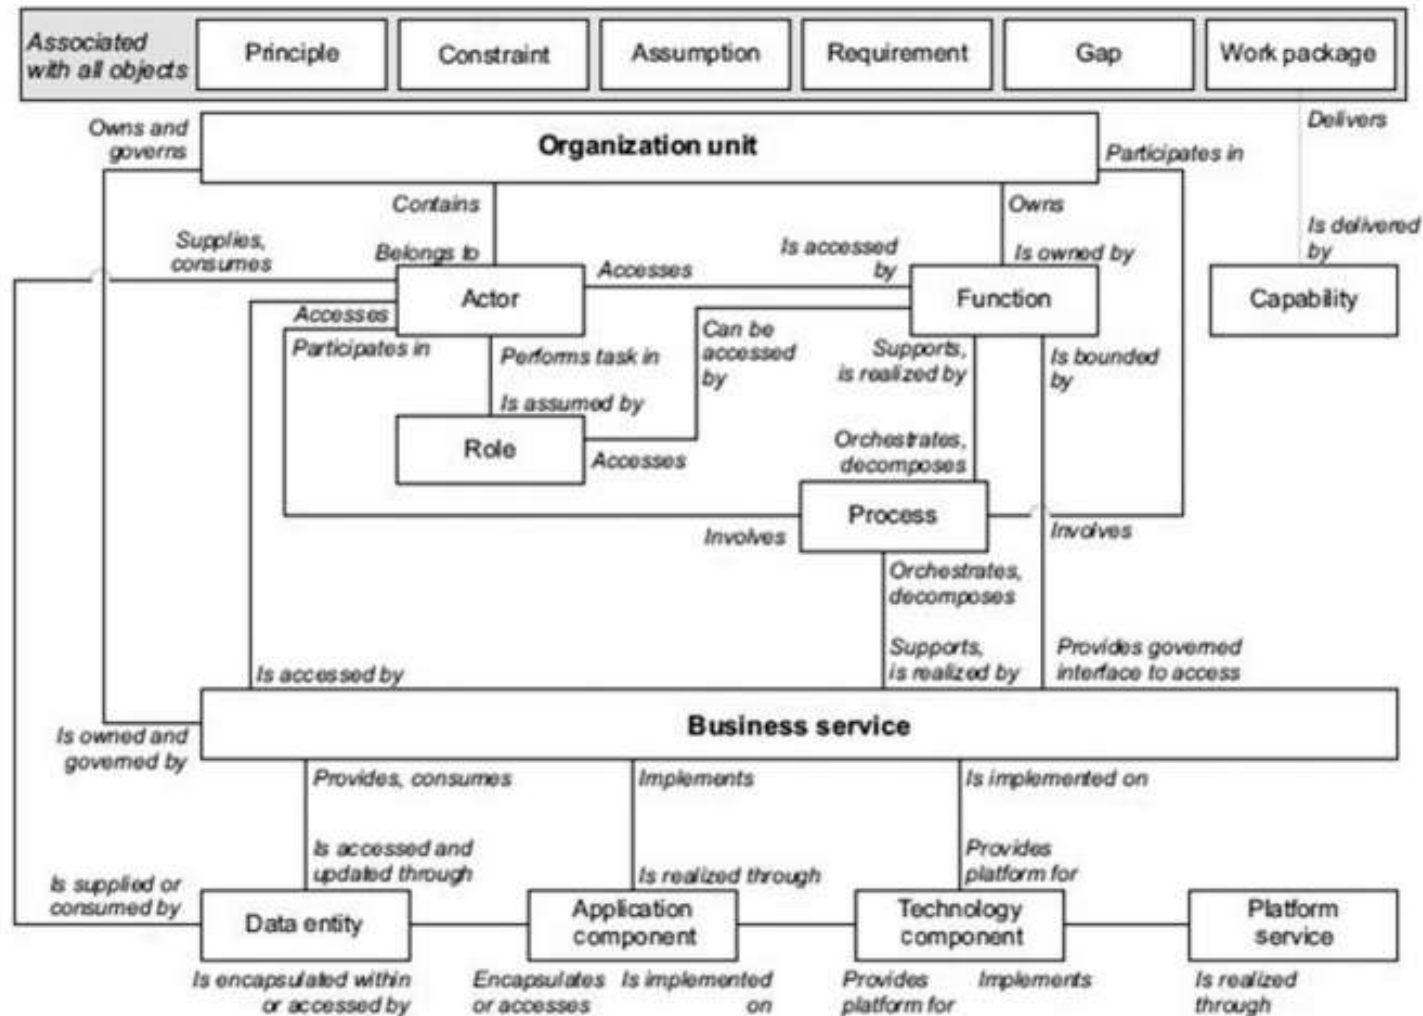 Associated
with all objects
Principle
Constraint
Assumption
Requirement
Gap
Work package
Owns and
governs
Organization unit
Participates in
Delivers
Contains
Owns
Supplies,
consumes
Belongs to
Accesses
Is accessed
by
Is owned by
Is delivered
by
Actor
Function
Capability
Accesses
Participates in
Performs task in
Can be
accessed
by
Supports,
is realized by
Is bounded
by
Is assumed by
Role
Accesses
Orchestrates,
decomposes
Process
Involves
Involves
Orchestrates,
decomposes
Is accessed by
Supports,
is realized by
Provides governed
interface to access
Business service
Is owned and
governed by
Provides, consumes
Implements
Is implemented on
Is accessed and
updated through
Is realized through
Provides
platform for
Is supplied or
consumed by
Data entity
Application
component
Technology
component
Platform
service
Is encapsulated within
or accessed by
Encapsulates
or accesses
Is implemented
on
Provides
platform for
Implements
Is realized
through